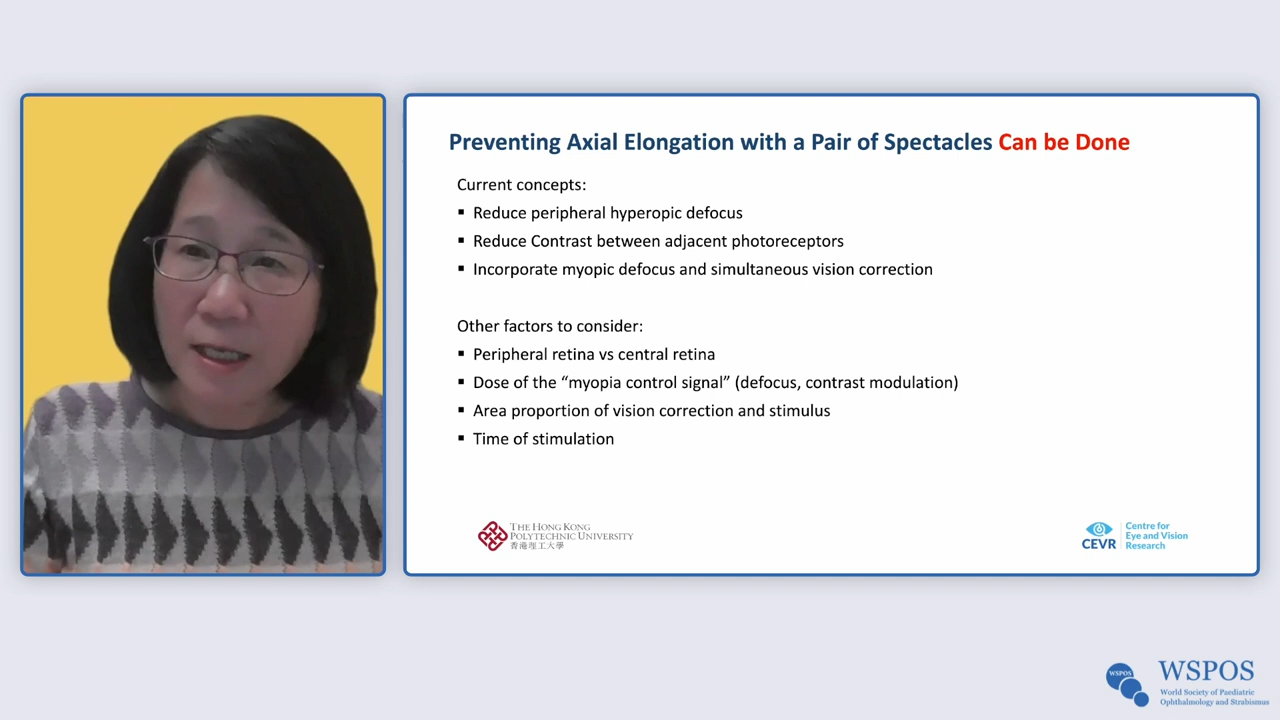 Preventing Axial Elongation with a Pair of Spectacles Can be Done
Current concepts:
▪ Reduce peripheral hyperopic defocus
▪ Reduce Contrast between adjacent photoreceptors
▪ Incorporate myopic defocus and simultaneous vision correction
Other factors to consider:
▪ Peripheral retina vs central retina
▪ Dose of the “myopia control signal” (defocus, contrast modulation)
▪ Area proportion of vision correction and stimulus
▪ Time of stimulation
THE HONG KONG
POLYTECHNIC UNIVERSITY
香港理工大學
CEVR
Centre for
Eye and Vision
Research
WSPOS
WSPOS
World Society of Paediatric
Ophthalmology and Strabismus